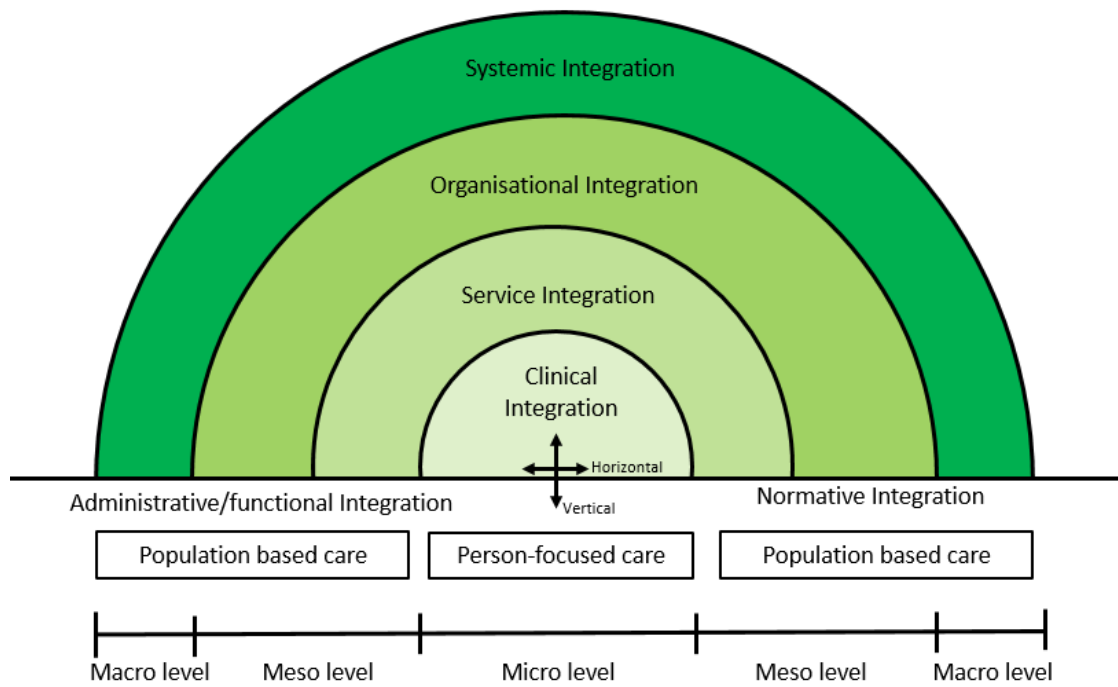 Systemic Integration
Organisational Integration
Service Integration
Clinical
Integration
Horizontal
Vertical
Administrative/functional Integration
Normative Integration
Population based care
Person-focused care
Population based care
Macro level
Meso level
Micro level
Meso level
Macro level